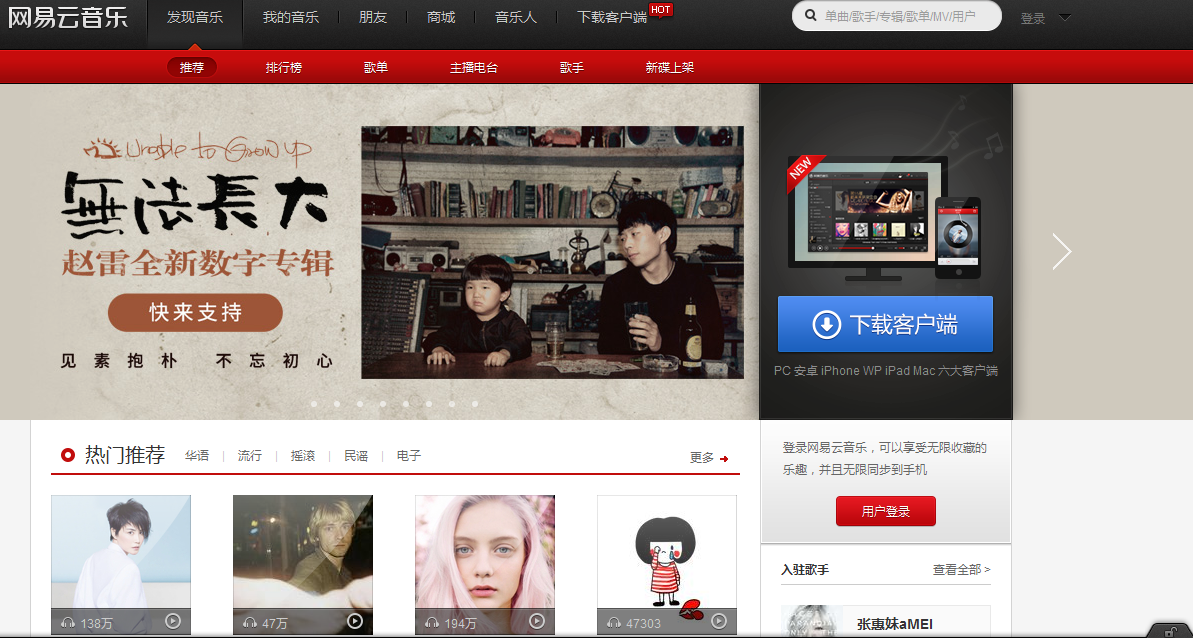 网易云音乐
发现音乐 我的音乐 朋友 商城 音乐人 下载客户端 HOT
单曲/歌手/专辑/歌单/MV/用户
登录
推荐 排行榜 歌单 主播电台 歌手 新碟上架
Unable to Grow up
無法長大
赵雷全新数字专辑
快来支持
见素抱朴 不忘初心
NEW
下载客户端
PC 安卓 iPhone WP iPad Mac 六大客户端
热门推荐 华语 流行 摇滚 民谣 电子 更多
登录网易云音乐，可以享受无限收藏的
乐趣，并且无限同步到手机
用户登录
入驻歌手 查看全部 >
张惠妹aMEI
138万 47万 194万 47303